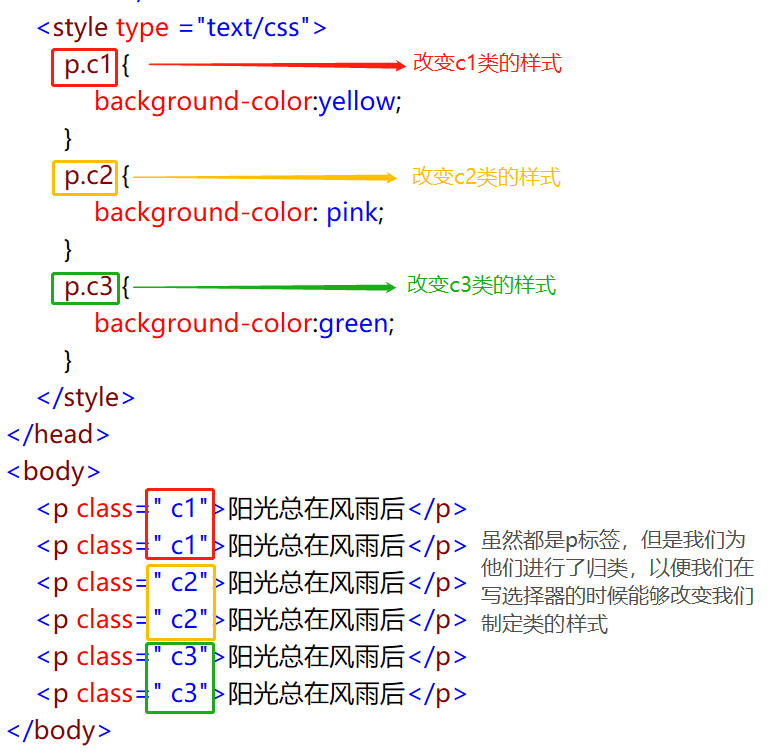 <style type ="text/css">
p.c1{ 改变c1类的样式
background-color:yellow;
}
p.c2{ 改变c2类的样式
background-color: pink;
}
p.c3{ 改变c3类的样式
background-color:green;
}
</style>
</head>
<body>
<p class=" c1">阳光总在风雨后</p>
<p class=" c1">阳光总在风雨后</p>
<p class=" c2">阳光总在风雨后</p>
<p class=" c2">阳光总在风雨后</p>
<p class=" c3">阳光总在风雨后</p>
<p class=" c3">阳光总在风雨后</p>
虽然都是p标签，但是我们为
他们进行了归类，以便我们在
写选择器的时候能够改变我们
制定类的样式
</body>